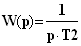 W(p)=1/(p · T2)